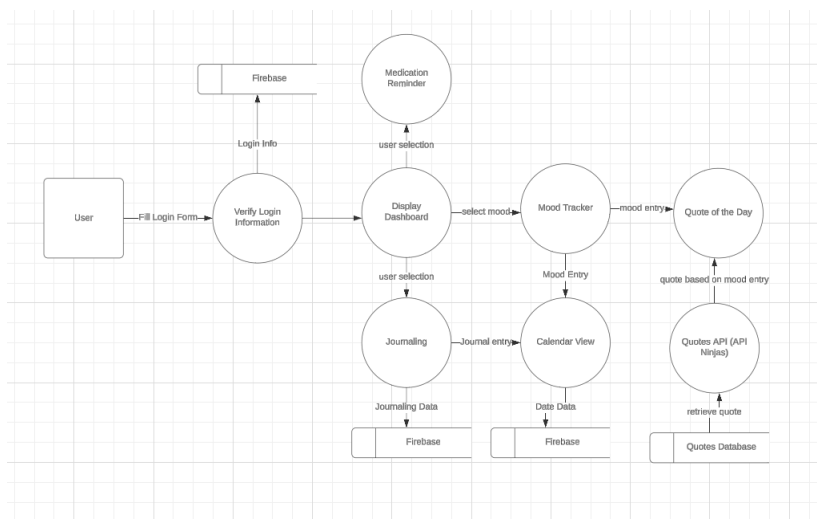 Medication
Reminder
Firebase
Login Info
user selection
User
Fill Login Form
Verify Login
Information
Display
Dashboard
select mood
Mood Tracker
mood entry
Quote of the Day
user selection
Mood Entry
quote based on mood entry
Journaling
Journal entry
Calendar View
Quotes API (API
Ninjas)
Journaling Data
Date Data
retrieve quote
Firebase
Firebase
Quotes Database